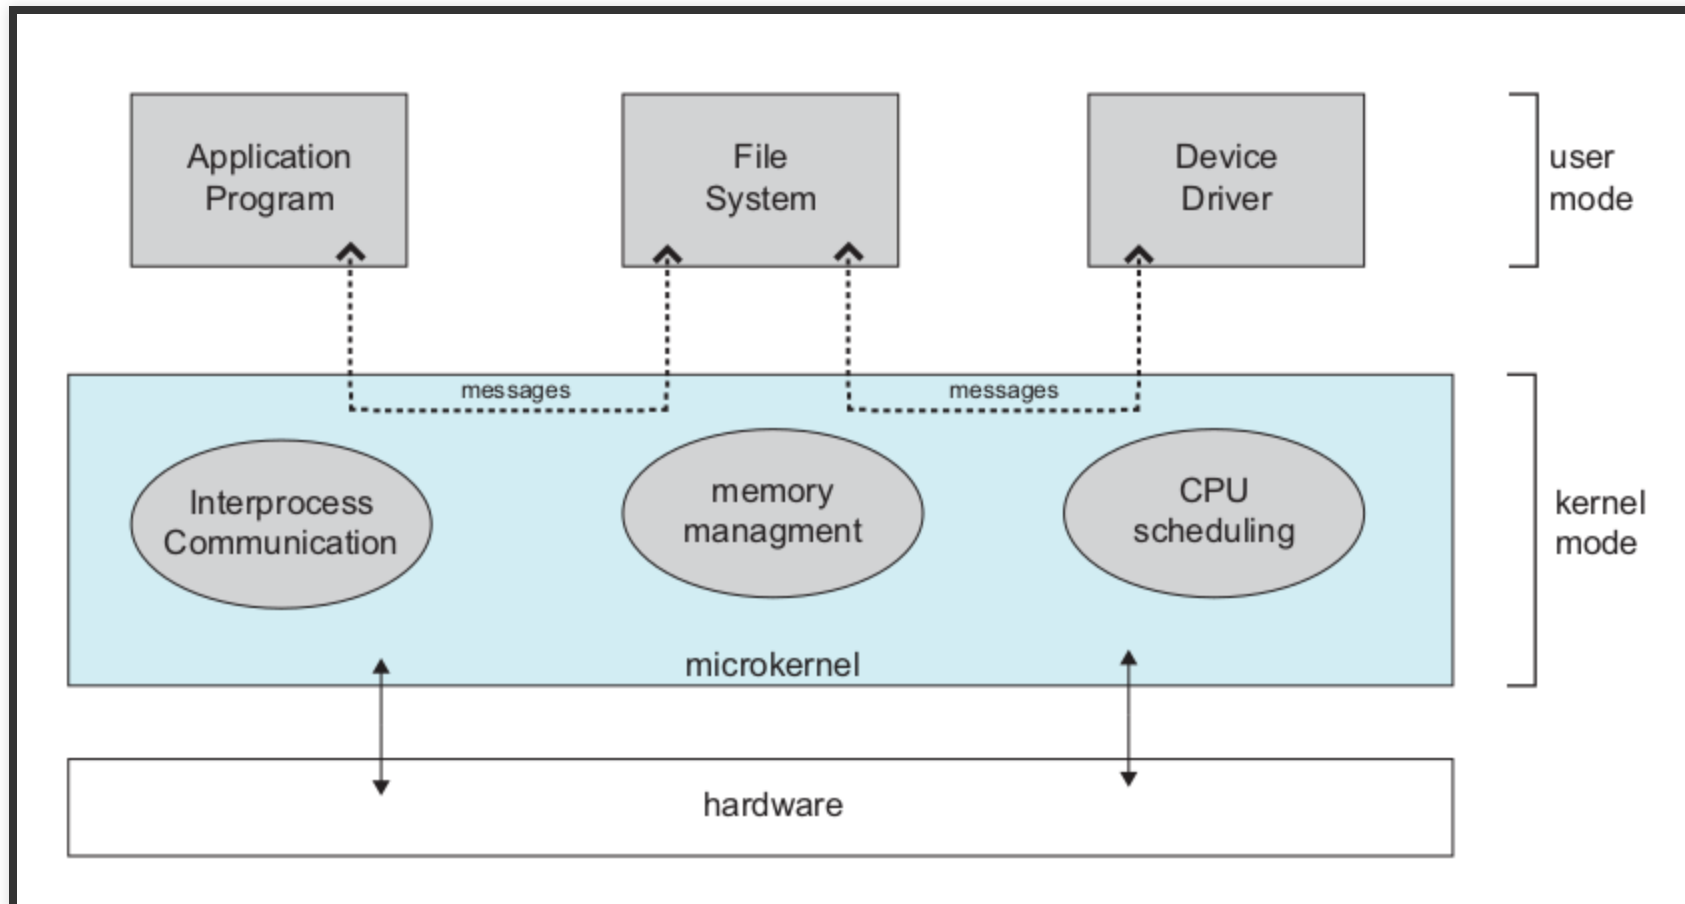 Application
Program
File
System
Device
Driver
user
mode
messages
messages
Interprocess
Communication
memory
managment
CPU
scheduling
kernel
mode
microkernel
hardware